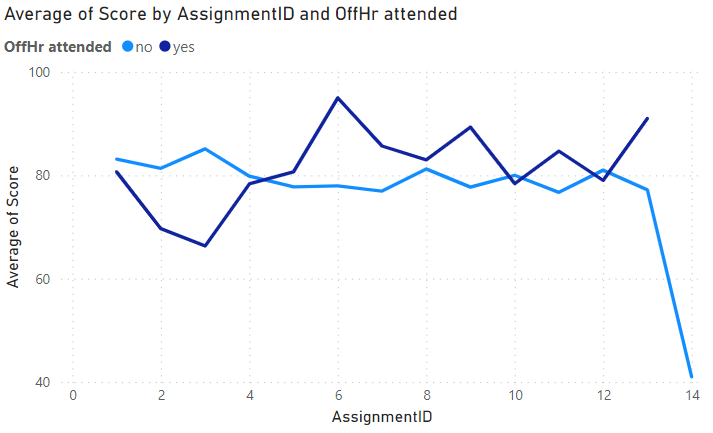 Average of Score by AssignmentID and OffHr attended
OffHr attended no yes
100
80
60
40
Average of Score
0 2 4 6 8 10 12 14
AssignmentID